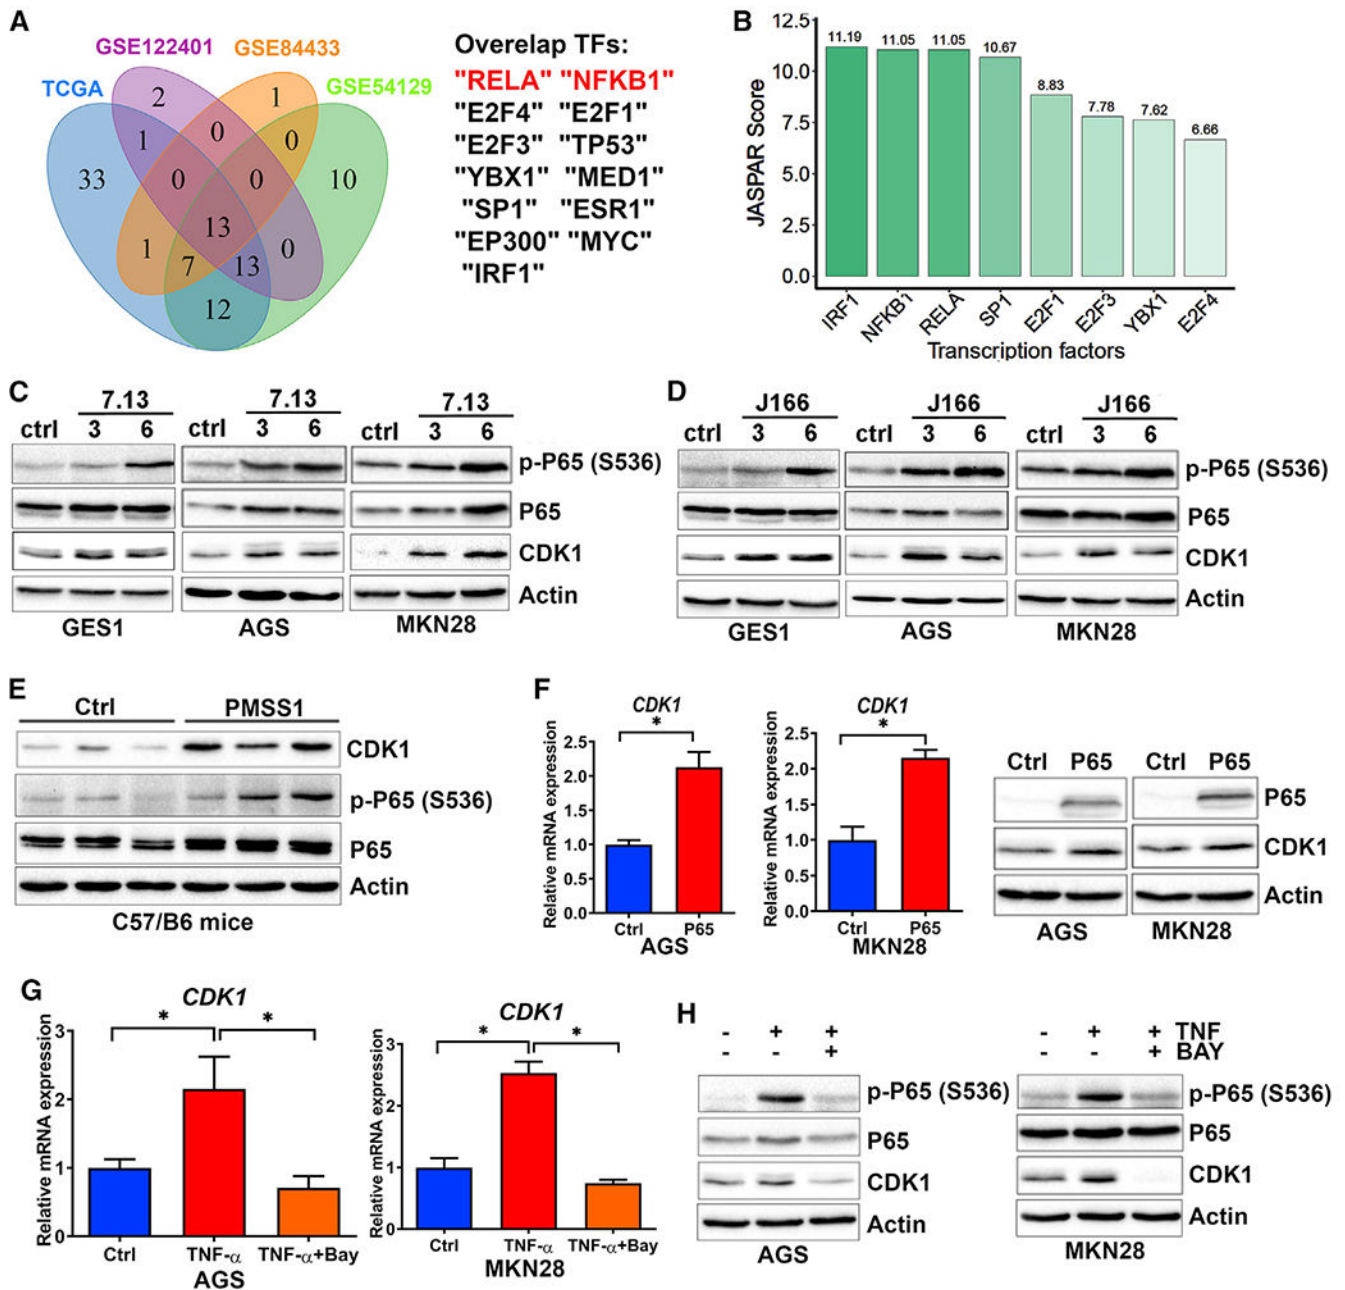 A
GSE122401
GSE84433
TCGA
GSE54129
2
1
1
0
0
33
0
0
10
13
1
7
13
0
12
Overelap TFs:
"RELA" "NFKB1"
"E2F4" "E2F1"
"E2F3" "TP53"
"YBX1" "MED1"
"SP1" "ESR1"
"EP300" "MYC"
"IRF1"
B
JASPAR Score
12.5
10.0
7.5
5.0
2.5
0.0
11.19
11.05
11.05
10.67
8.83
7.78
7.62
6.66
IRF1
NFKB1
RELA
SP1
E2F1
E2F3
YBX1
E2F4
Transcription factors
C
7.13
7.13
7.13
ctrl 3 6
ctrl 3 6
ctrl 3 6
p-P65 (S536)
P65
CDK1
Actin
GES1
AGS
MKN28
D
J166
J166
J166
ctrl 3 6
ctrl 3 6
ctrl 3 6
p-P65 (S536)
P65
CDK1
Actin
GES1
AGS
MKN28
E
Ctrl
PMSS1
CDK1
p-P65 (S536)
P65
Actin
C57/B6 mice
F
CDK1
*
Relative mRNA expression
2.5
2.0
1.5
1.0
0.5
0.0
Ctrl
P65
AGS
CDK1
*
Relative mRNA expression
2.5
2.0
1.5
1.0
0.5
0.0
Ctrl
P65
MKN28
Ctrl P65
Ctrl P65
P65
CDK1
Actin
AGS
MKN28
G
CDK1
*
*
Relative mRNA expression
3
2
1
0
Ctrl
TNF-α
TNF-α+Bay
AGS
CDK1
*
*
Relative mRNA expression
3
2
1
0
Ctrl
TNF-α
TNF-α+Bay
MKN28
H
- + +
- - +
- + + TNF
- - + BAY
p-P65 (S536)
P65
CDK1
Actin
AGS
p-P65 (S536)
P65
CDK1
Actin
MKN28